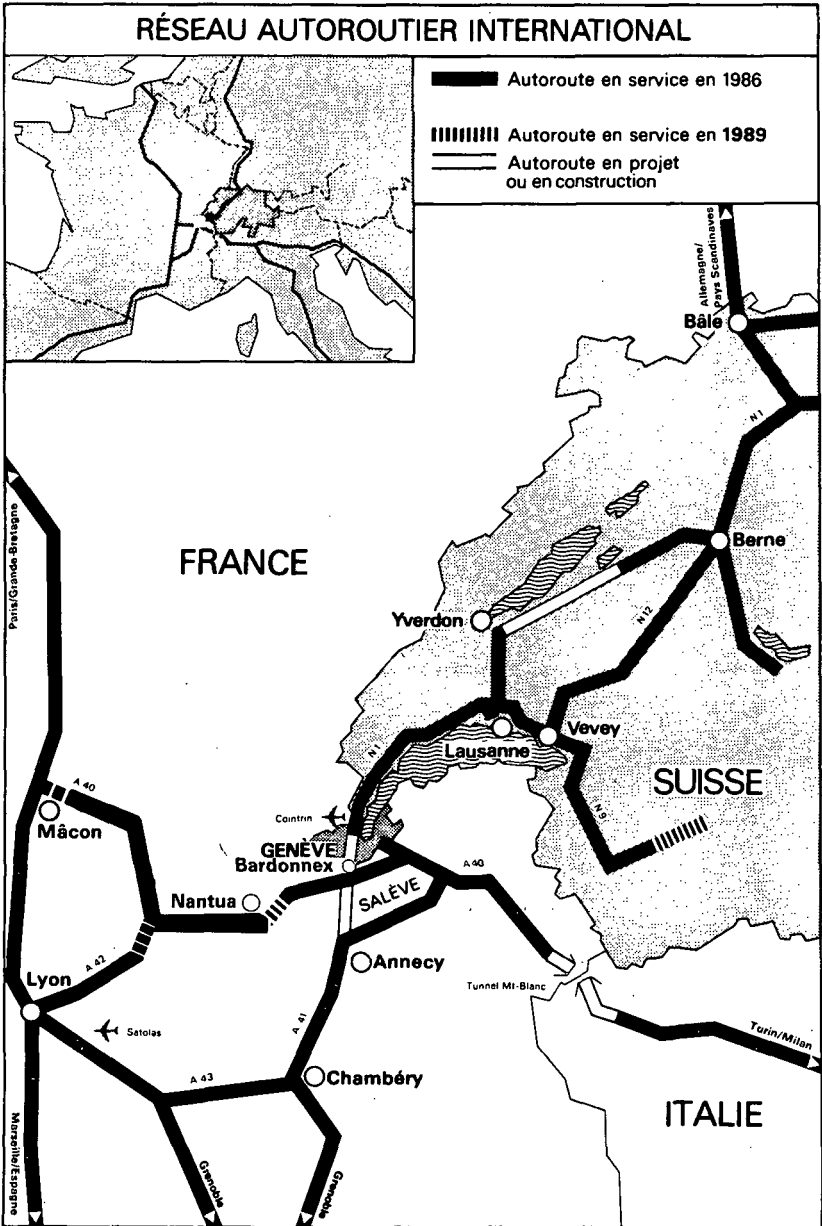 RÉSEAU AUTOROUTIER INTERNATIONAL
Autoroute en service en 1986
Autoroute en service en 1989
Autoroute en projet
ou en construction
Allemagne/
Pays Scandinaves
Bâle
N1
Paris/Grande-Bretagne
FRANCE
Berne
Yverdon
N12
Vevey
Lausanne
N1
SUISSE
A 40
Mâcon
Cointrin
N9
GENÈVE
Bardonnex
A 40
Nantua
SALÈVE
A 42
Annecy
Lyon
Tunnel Mt-Blanc
A 41
Satolas
Turin/Milan
Chambéry
A 43
ITALIE
Marseille/Espagne
Grenoble
Grenoble